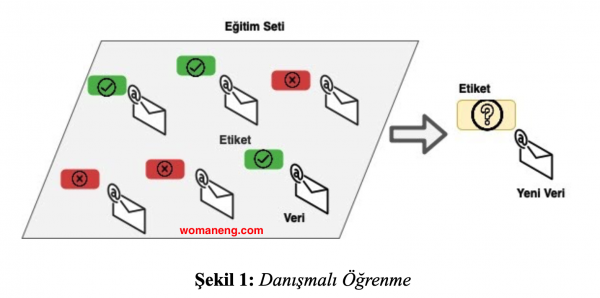 Eğitim Seti
Etiket
Etiket
Veri
womaneng.com
Yeni Veri
Şekil 1: Danışmalı Öğrenme